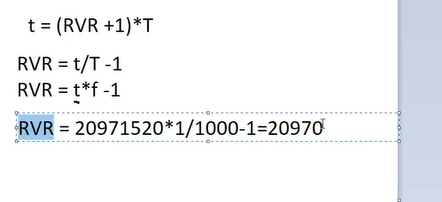 t = (RVR +1)*T
RVR = t/T -1
RVR = t*f -1
RVR = 20971520*1/1000-1=20970